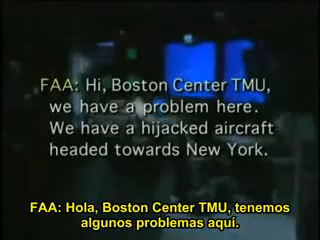 FAA: Hi, Boston Center TMU,
we have a problem here.
We have a hijacked aircraft
headed towards New York.
FAA: Hola, Boston Center TMU, tenemos
algunos problemas aquí.